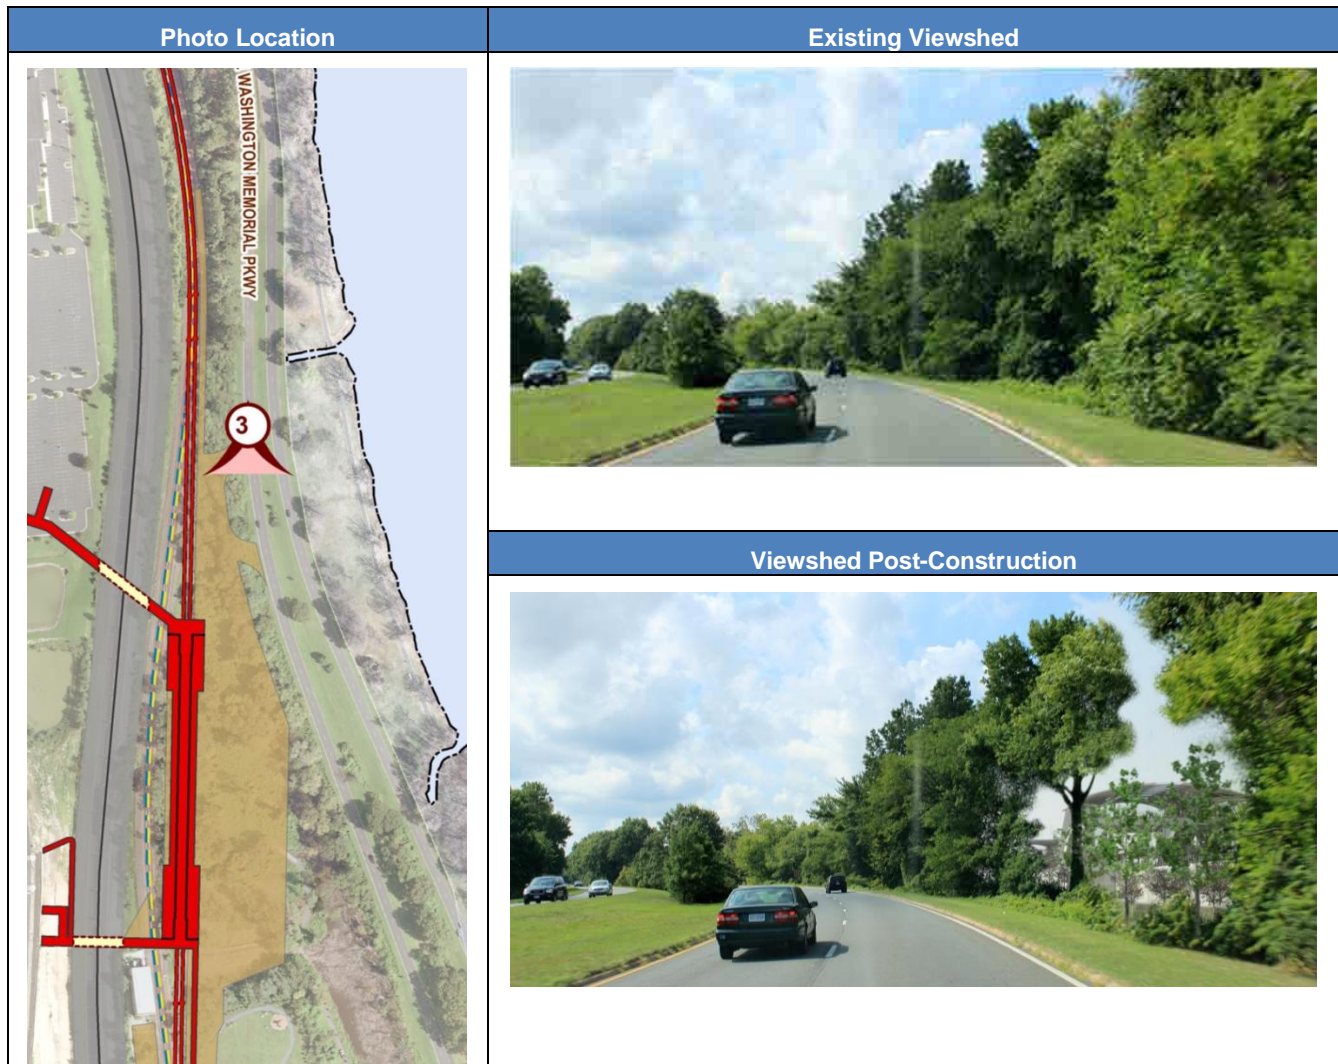 Photo Location
Existing Viewshed
WASHINGTON MEMORIAL PKWY
3
Viewshed Post-Construction